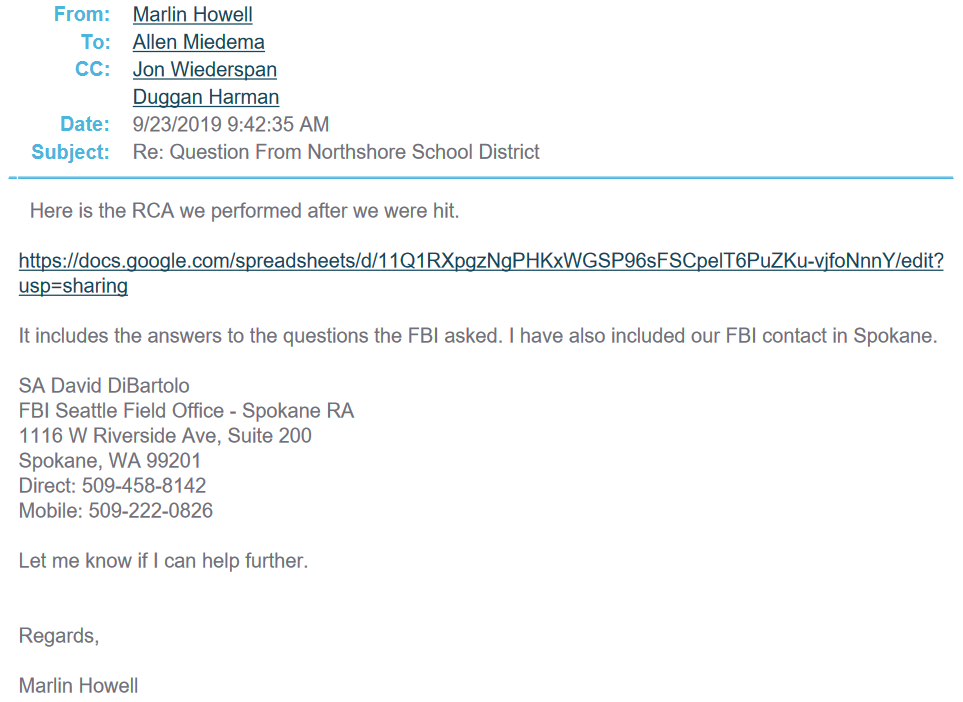 From: Marlin Howell
To: Allen Miedema
CC: Jon Wiederspan
Duggan Harman
Date: 9/23/2019 9:42:35 AM
Subject: Re: Question From Northshore School District
Here is the RCA we performed after we were hit.
https://docs.google.com/spreadsheets/d/11Q1RXpgzNgPHKxWGSP96sFSCpelT6PuZKu-vjfoNnnY/edit?
usp=sharing
It includes the answers to the questions the FBI asked. I have also included our FBI contact in Spokane.
SA David DiBartolo
FBI Seattle Field Office - Spokane RA
1116 W Riverside Ave, Suite 200
Spokane, WA 99201
Direct: 509-458-8142
Mobile: 509-222-0826
Let me know if I can help further.
Regards,
Marlin Howell